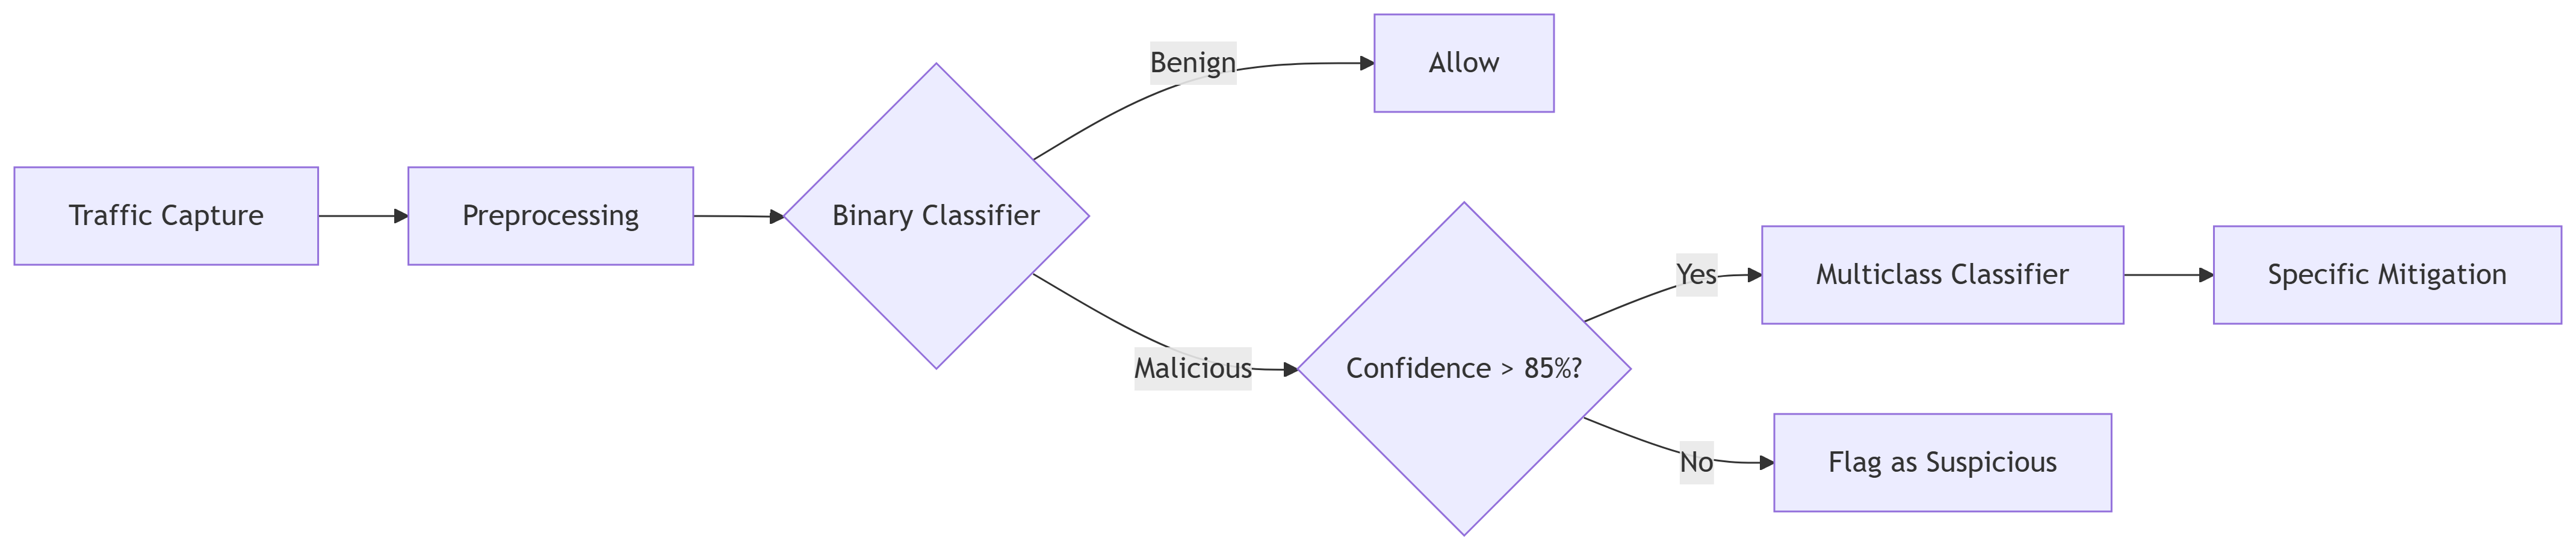 Traffic Capture
Preprocessing
Binary Classifier
Benign
Allow
Malicious
Confidence > 85%?
Yes
Multiclass Classifier
Specific Mitigation
No
Flag as Suspicious